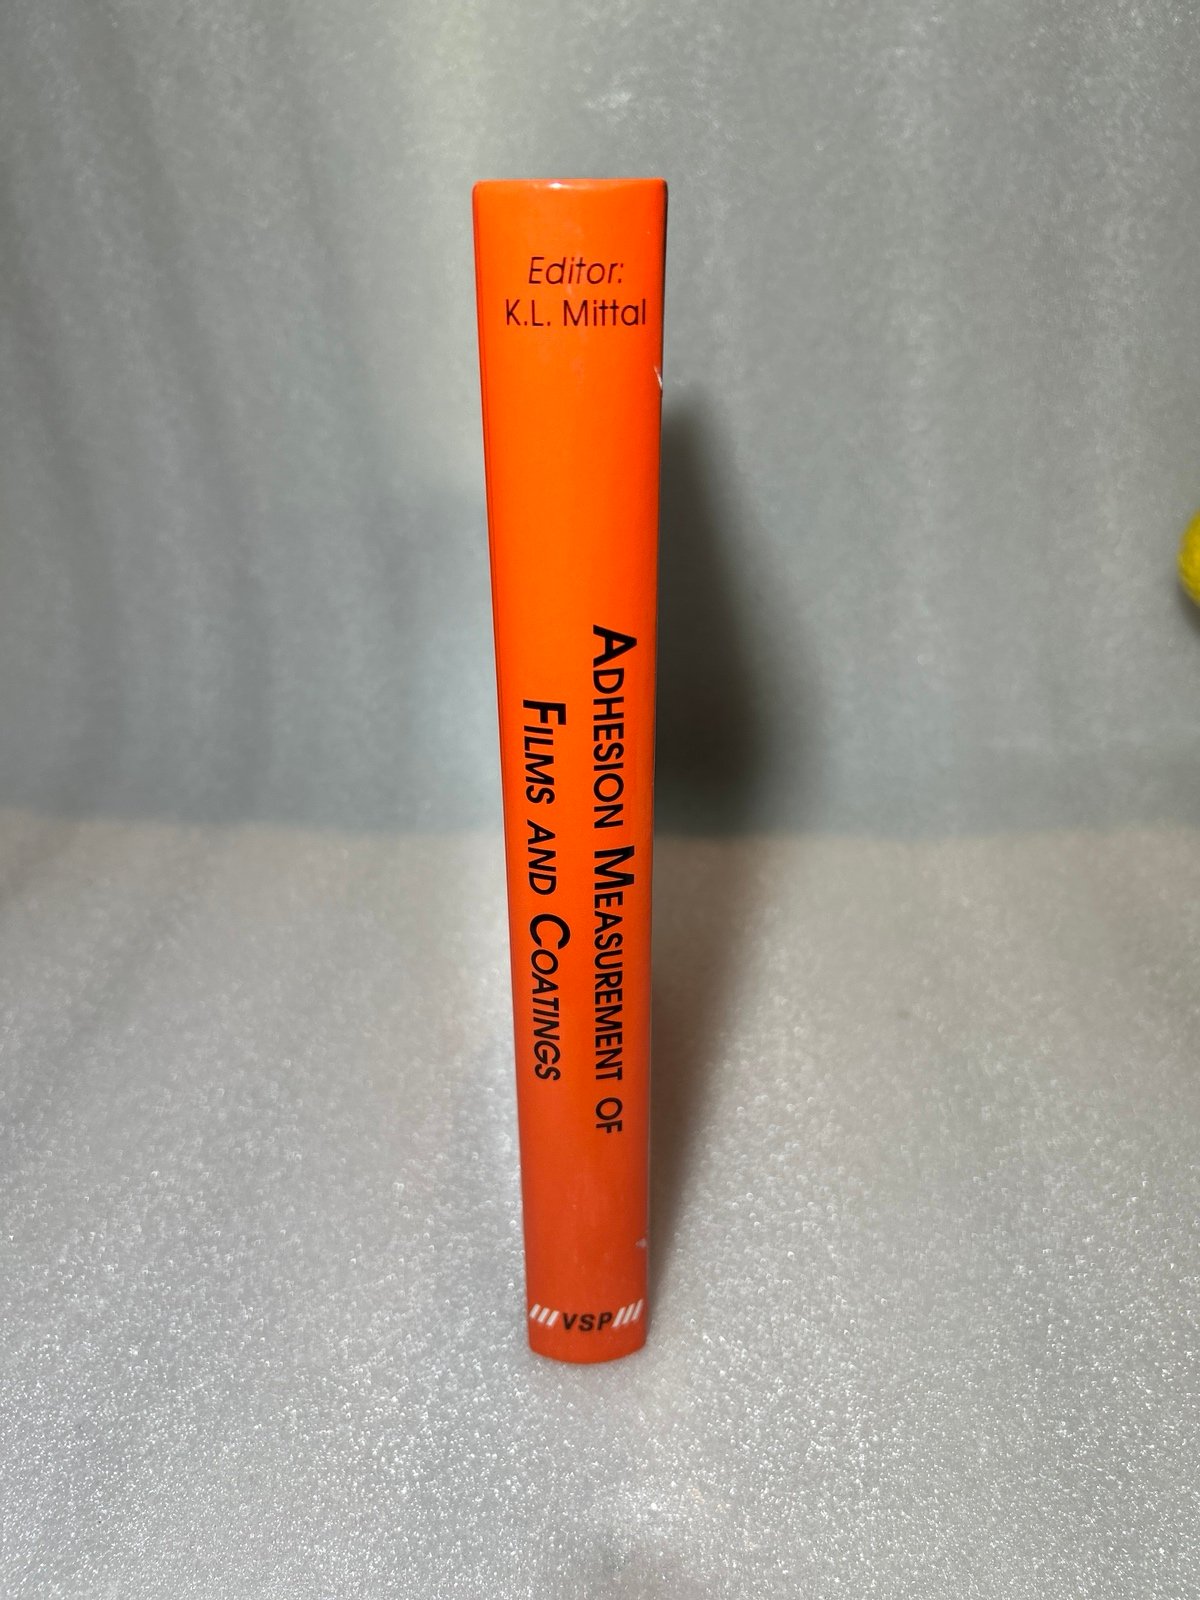 Editor:
K.L. Mittal
ADHESION MEASUREMENT OF
FILMS AND COATINGS
///VSP///